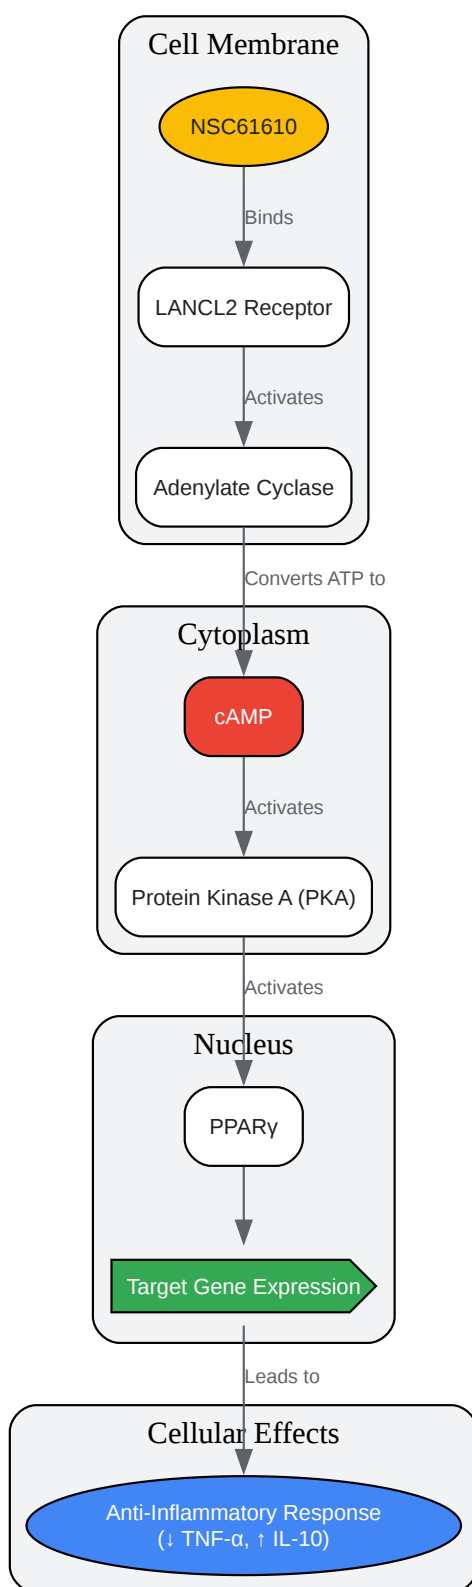 Cell Membrane
NSC61610
Binds
LANCL2 Receptor
Activates
Adenylate Cyclase
Converts ATP to
Cytoplasm
cAMP
Activates
Protein Kinase A (PKA)
Activates
Nucleus
PPARγ
Target Gene Expression
Leads to
Cellular Effects
Anti-Inflammatory Response
(↓ TNF-α, ↑ IL-10)